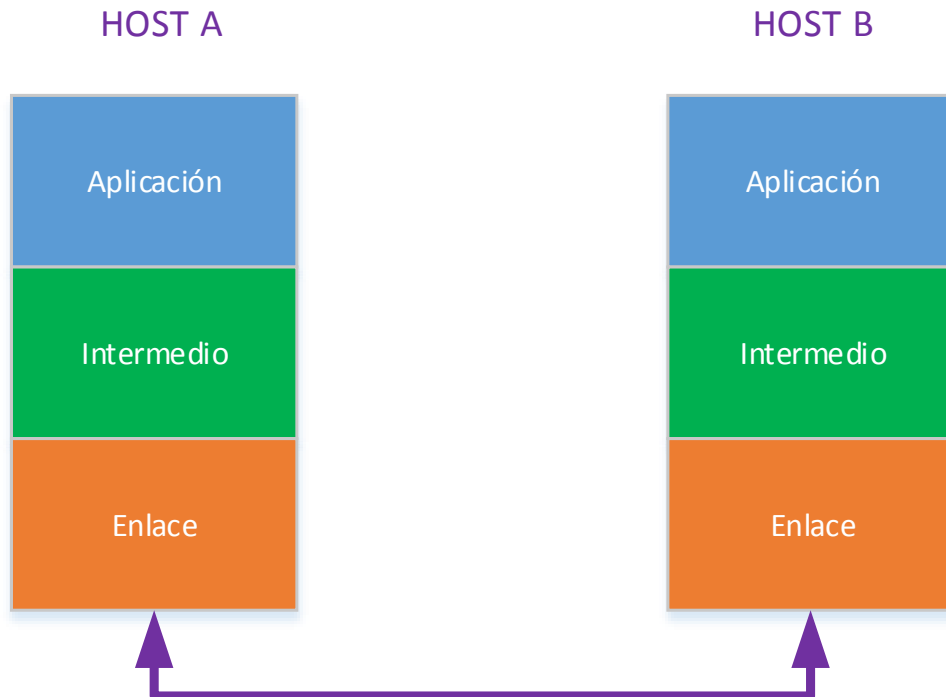 HOST A
HOST B
Aplicación
Aplicación
Intermedio
Intermedio
Enlace
Enlace